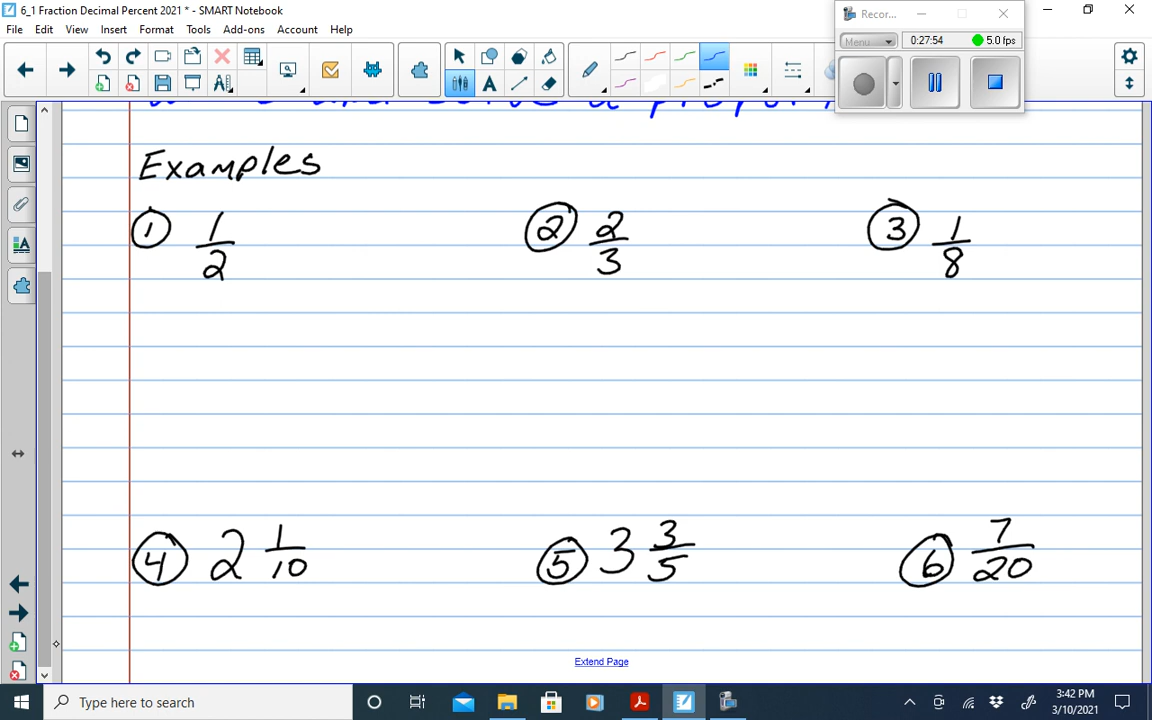 6_1 Fraction Decimal Percent 2021 * - SMART Notebook
File Edit View Insert Format Tools Add-ons Account Help
Recor...
Menu 0:27:54 5.0 fps
solve a
Examples
① 1/2 ② 2/3 ③ 1/8
④ 2 1/10 ⑤ 3 3/5 ⑥ 7/20
Extend Page
Type here to search
3:42 PM
3/10/2021